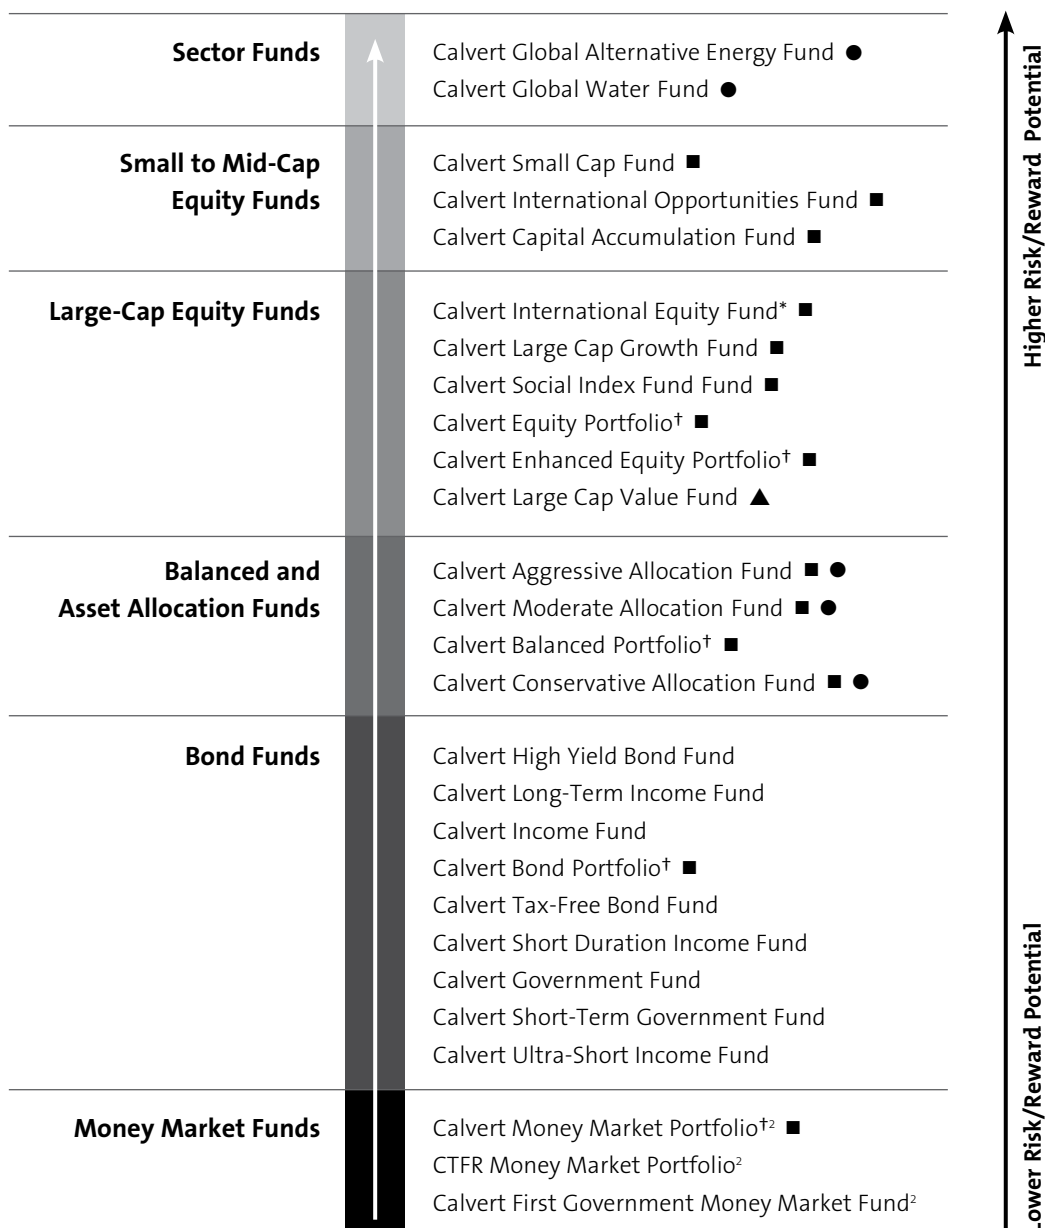 Sector Funds
Calvert Global Alternative Energy Fund ●
Calvert Global Water Fund ●
Small to Mid-Cap
Equity Funds
Calvert Small Cap Fund ■
Calvert International Opportunities Fund ■
Calvert Capital Accumulation Fund ■
Large-Cap Equity Funds
Calvert International Equity Fund* ■
Calvert Large Cap Growth Fund ■
Calvert Social Index Fund Fund ■
Calvert Equity Portfolio† ■
Calvert Enhanced Equity Portfolio† ■
Calvert Large Cap Value Fund ▲
Balanced and
Asset Allocation Funds
Calvert Aggressive Allocation Fund ■ ●
Calvert Moderate Allocation Fund ■ ●
Calvert Balanced Portfolio† ■
Calvert Conservative Allocation Fund ■ ●
Bond Funds
Calvert High Yield Bond Fund
Calvert Long-Term Income Fund
Calvert Income Fund
Calvert Bond Portfolio† ■
Calvert Tax-Free Bond Fund
Calvert Short Duration Income Fund
Calvert Government Fund
Calvert Short-Term Government Fund
Calvert Ultra-Short Income Fund
Money Market Funds
Calvert Money Market Portfolio†² ■
CTFR Money Market Portfolio²
Calvert First Government Money Market Fund²
Higher Risk/Reward Potential
Lower Risk/Reward Potential